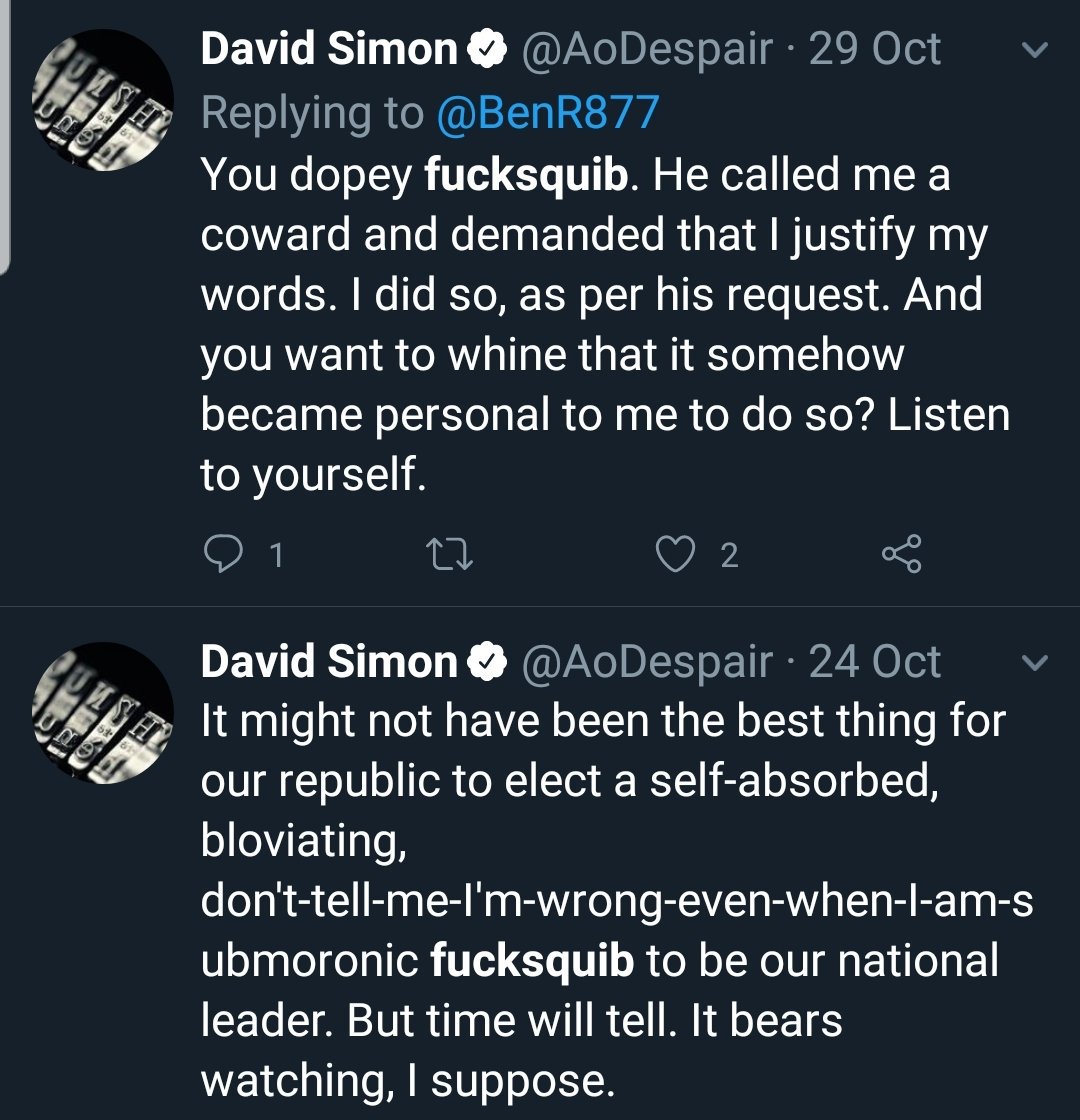 David Simon @AoDespair · 29 Oct
Replying to @BenR877
You dopey fucksquib. He called me a
coward and demanded that I justify my
words. I did so, as per his request. And
you want to whine that it somehow
became personal to me to do so? Listen
to yourself.
1 2
David Simon @AoDespair · 24 Oct
It might not have been the best thing for
our republic to elect a self-absorbed,
bloviating,
don't-tell-me-I'm-wrong-even-when-I-am-s
ubmoronic fucksquib to be our national
leader. But time will tell. It bears
watching, I suppose.